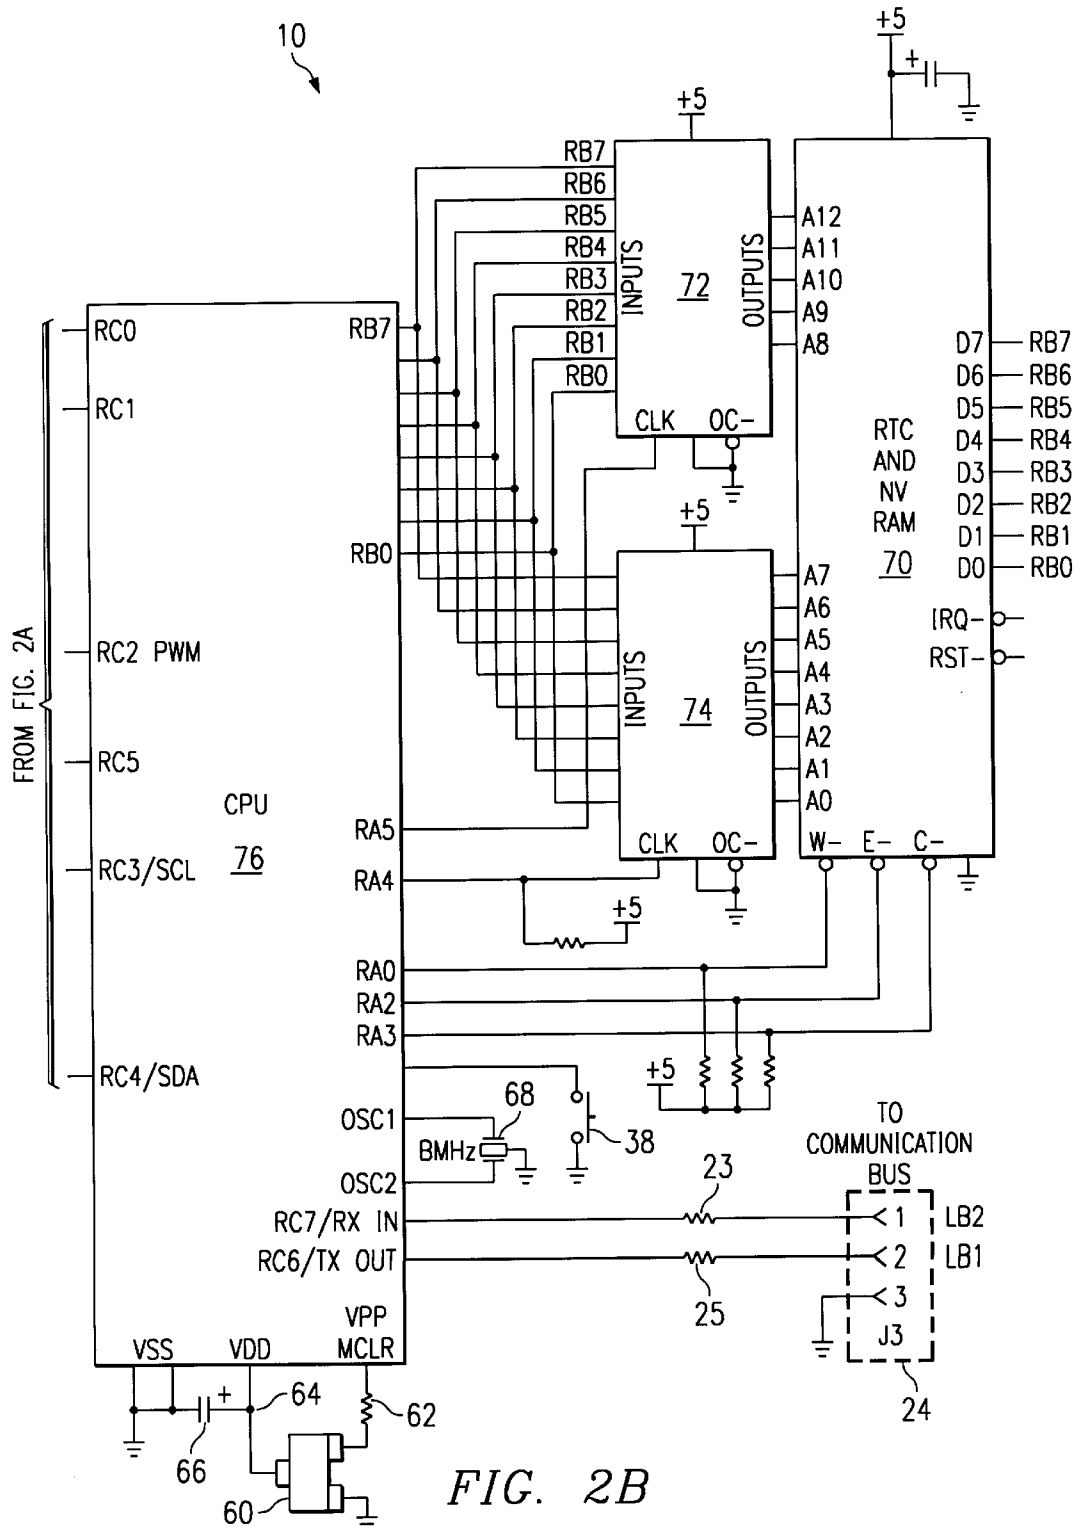 10
+5
+
+5
RB7
RB6
RB5
RB4
RB3
RB2
RB1
RB0
INPUTS
72
OUTPUTS
CLK
OC-
A12
A11
A10
A9
A8
D7
D6
D5
D4
D3
D2
D1
D0
RB7
RB6
RB5
RB4
RB3
RB2
RB1
RB0
RTC
AND
NV
RAM
70
IRQ-
RST-
FROM FIG. 2A
RC0
RC1
RC2 PWM
RC5
RC3/SCL
RC4/SDA
CPU
76
RB7
RB0
RA5
RA4
RA0
RA2
RA3
OSC1
OSC2
RC7/RX IN
RC6/TX OUT
VPP
MCLR
VSS
VDD
+5
INPUTS
74
OUTPUTS
CLK
OC-
A7
A6
A5
A4
A3
A2
A1
A0
W-
E-
C-
+5
+5
BMHz
68
38
TO
COMMUNICATION
BUS
23
25
1
2
3
J3
LB2
LB1
24
+
64
66
62
60
FIG. 2B